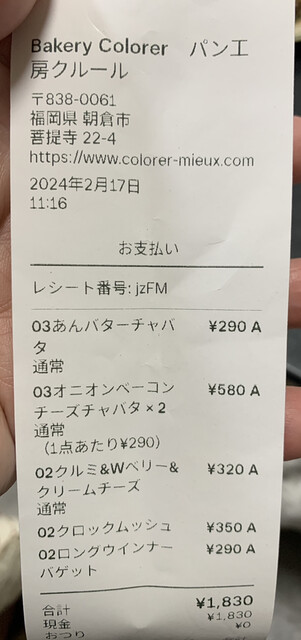 Bakery Colorer　パン工
房クルール
〒838-0061
福岡県 朝倉市
菩提寺 22-4
https://www.colorer-mieux.com
2024年2月17日
11:16
お支払い
レシート番号: jzFM
03あんバターチャバ ¥290 A
タ
通常
03オニオンベーコン ¥580 A
チーズチャバタ × 2
通常
（1点あたり¥290）
02クルミ&Wベリー& ¥320 A
クリームチーズ
通常
02クロックムッシュ ¥350 A
02ロングウインナー ¥290 A
バゲット
合計 ¥1,830
現金 ¥1,830
おつり ¥0